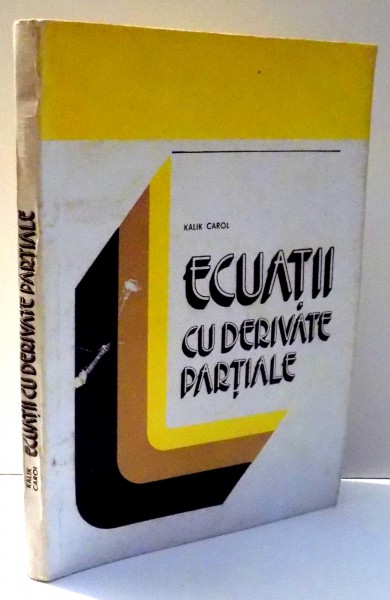 KALIK CAROL
ECUAȚII
CU DERIVATE
PARȚIALE
KALIK
CAROL
ECUAȚII CU DERIVATE PARȚIALE